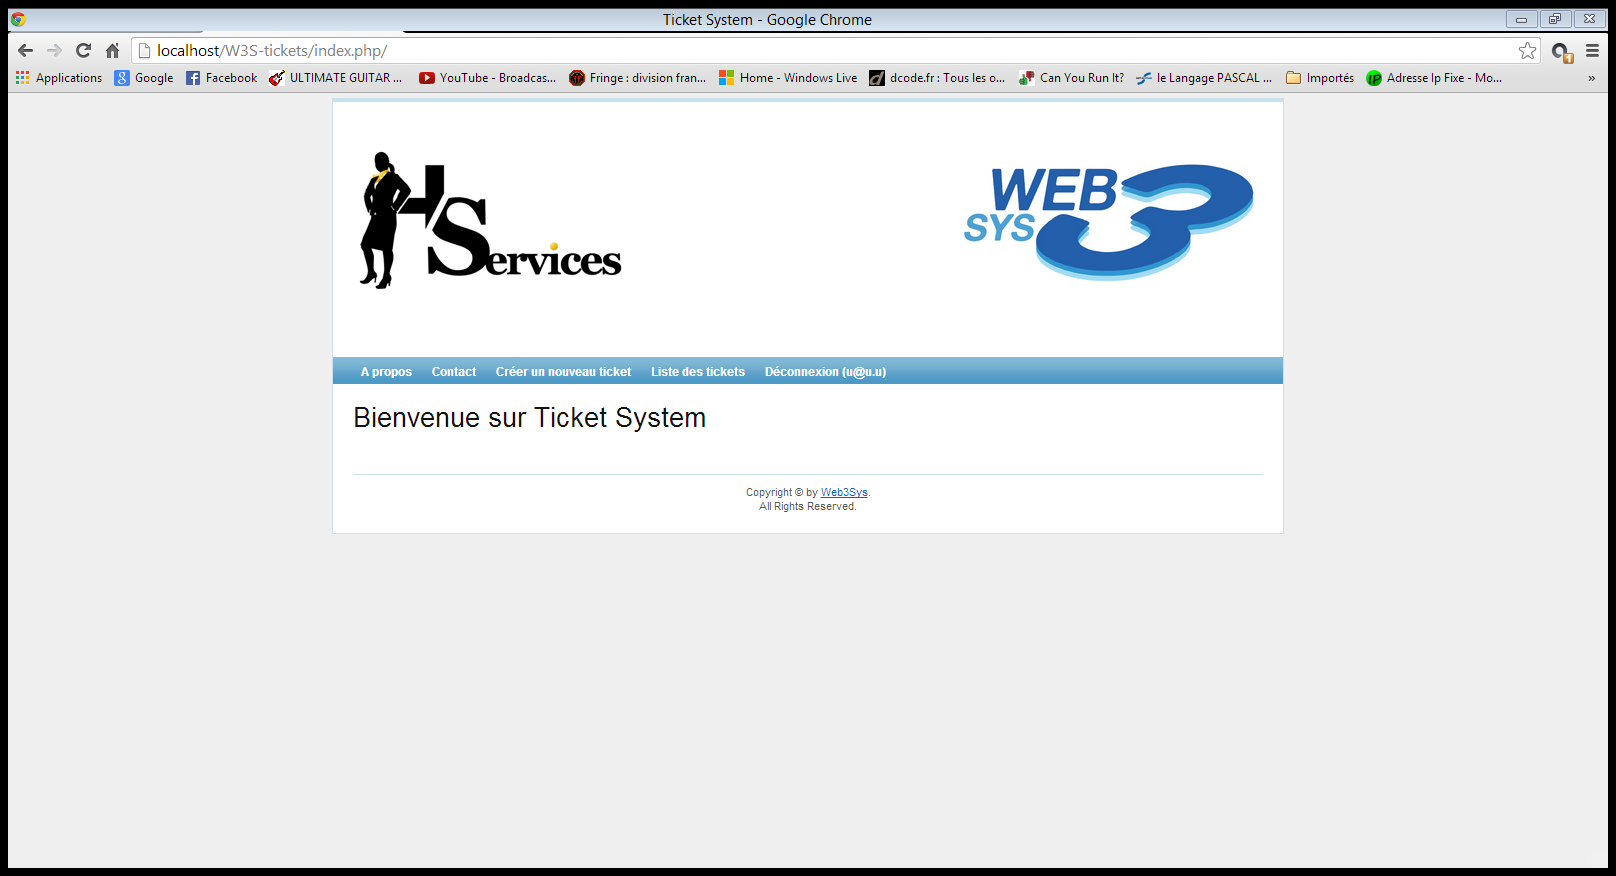 Ticket System - Google Chrome
localhost/W3S-tickets/index.php/
Applications Google Facebook ULTIMATE GUITAR ... YouTube - Broadcas... Fringe : division fran... Home - Windows Live dcode.fr : Tous les o... Can You Run It? le Langage PASCAL ... Importés Adresse Ip Fixe - Mo... »
HServices
WEB 3
SYS
A propos Contact Créer un nouveau ticket Liste des tickets Déconnexion (u@u.u)
Bienvenue sur Ticket System
Copyright © by Web3Sys.
All Rights Reserved.